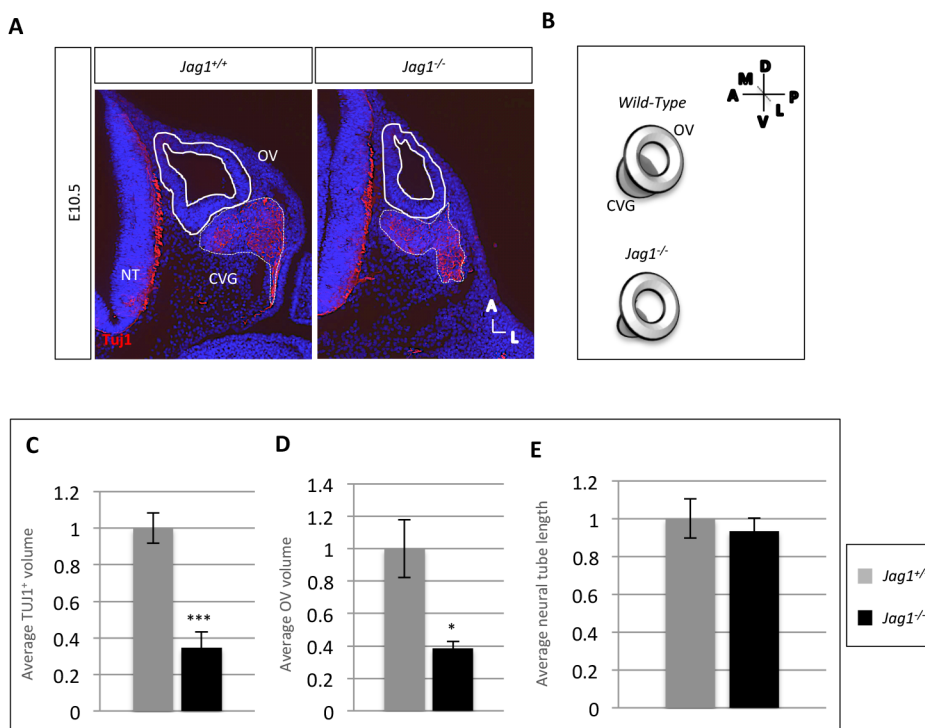 A
B
Jag1+/+
Jag1-/-
E10.5
OV
NT
CVG
Tuj1
A
L
D
M
A
P
L
V
Wild-Type
OV
CVG
Jag1-/-
C
D
E
Average TUJ1+ volume
1.2
1
0.8
0.6
0.4
0.2
0
***
Average OV volume
1.4
1.2
1
0.8
0.6
0.4
0.2
0
*
Average neural tube length
1.2
1
0.8
0.6
0.4
0.2
0
Jag1+/
Jag1-/-